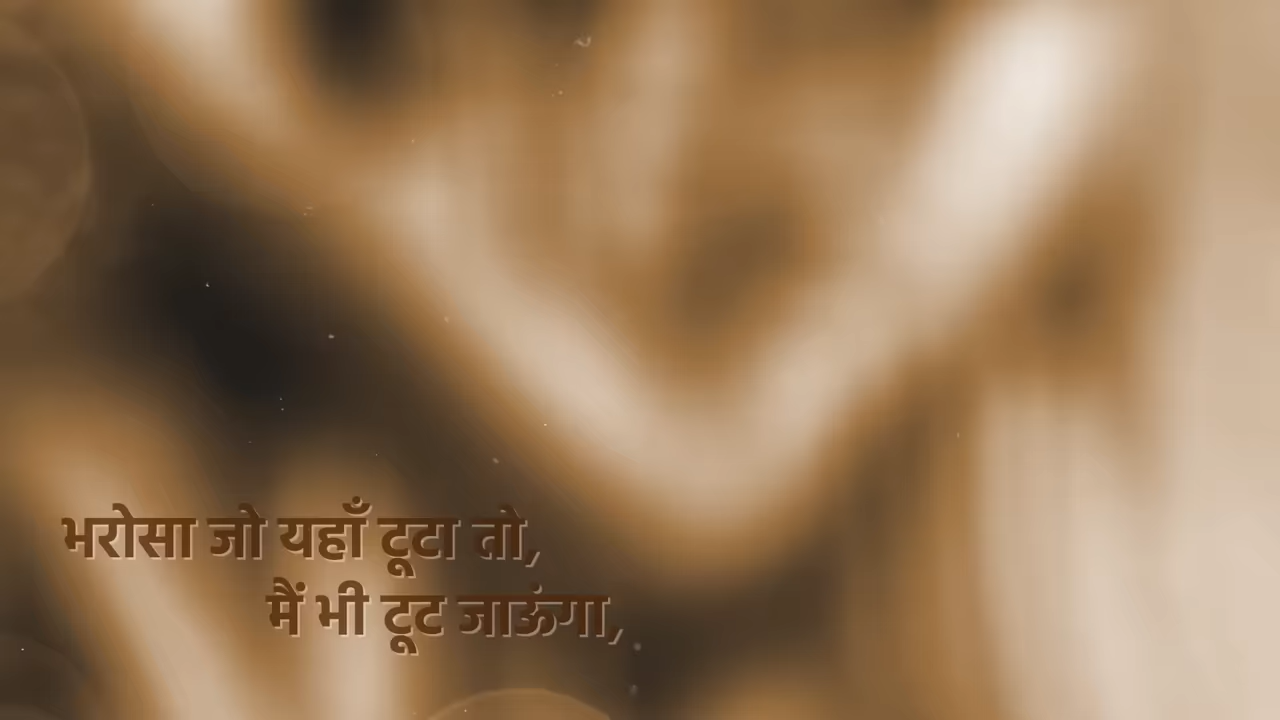 भरोसा जो यहाँ टूटा तो,
मैं भी टूट जाऊंगा,